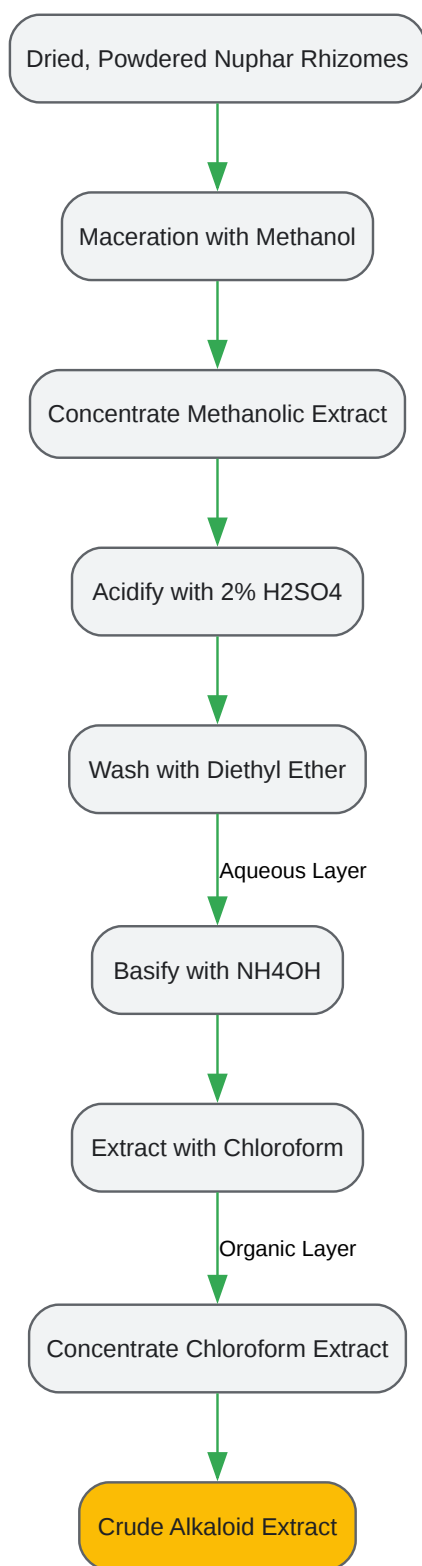 Dried, Powdered Nuphar Rhizomes
Maceration with Methanol
Concentrate Methanolic Extract
Acidify with 2% H2SO4
Wash with Diethyl Ether
Aqueous Layer
Basify with NH4OH
Extract with Chloroform
Organic Layer
Concentrate Chloroform Extract
Crude Alkaloid Extract